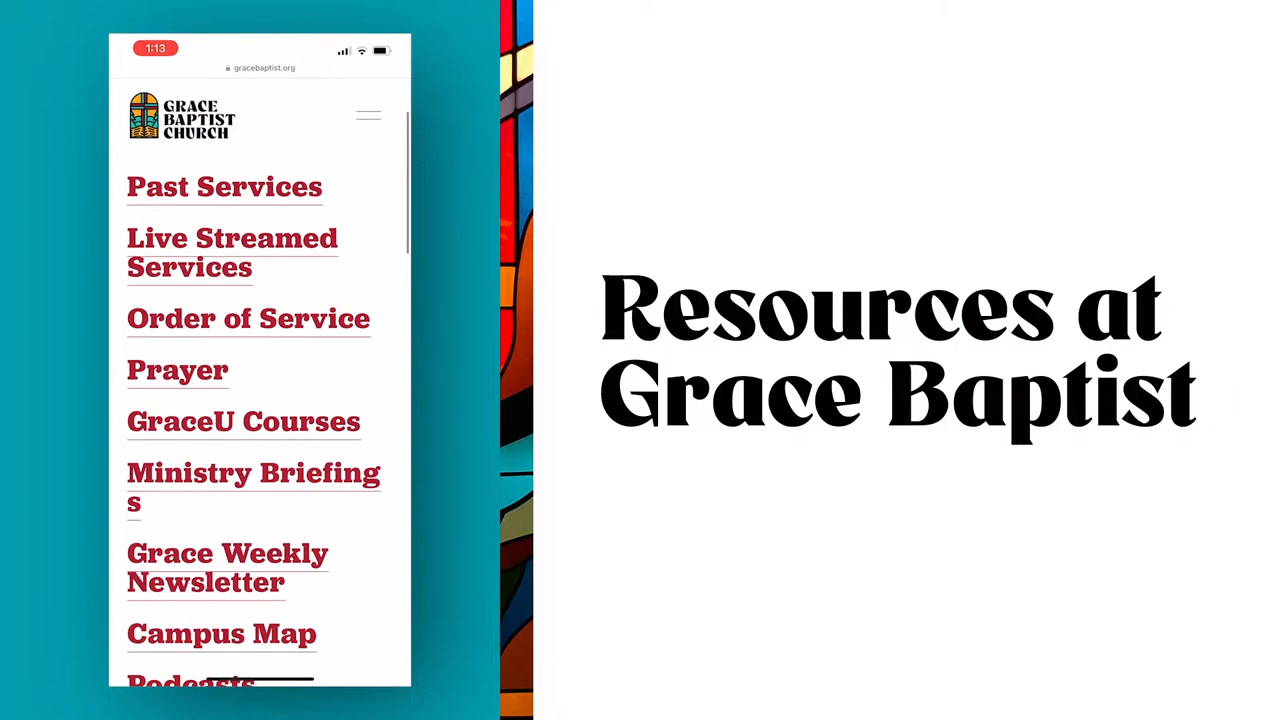 1:13
gracebaptist.org
GRACE
BAPTIST
CHURCH
Past Services
Live Streamed
Services
Order of Service
Prayer
GraceU Courses
Ministry Briefing
s
Grace Weekly
Newsletter
Campus Map
Podcasts
Resources at
Grace Baptist